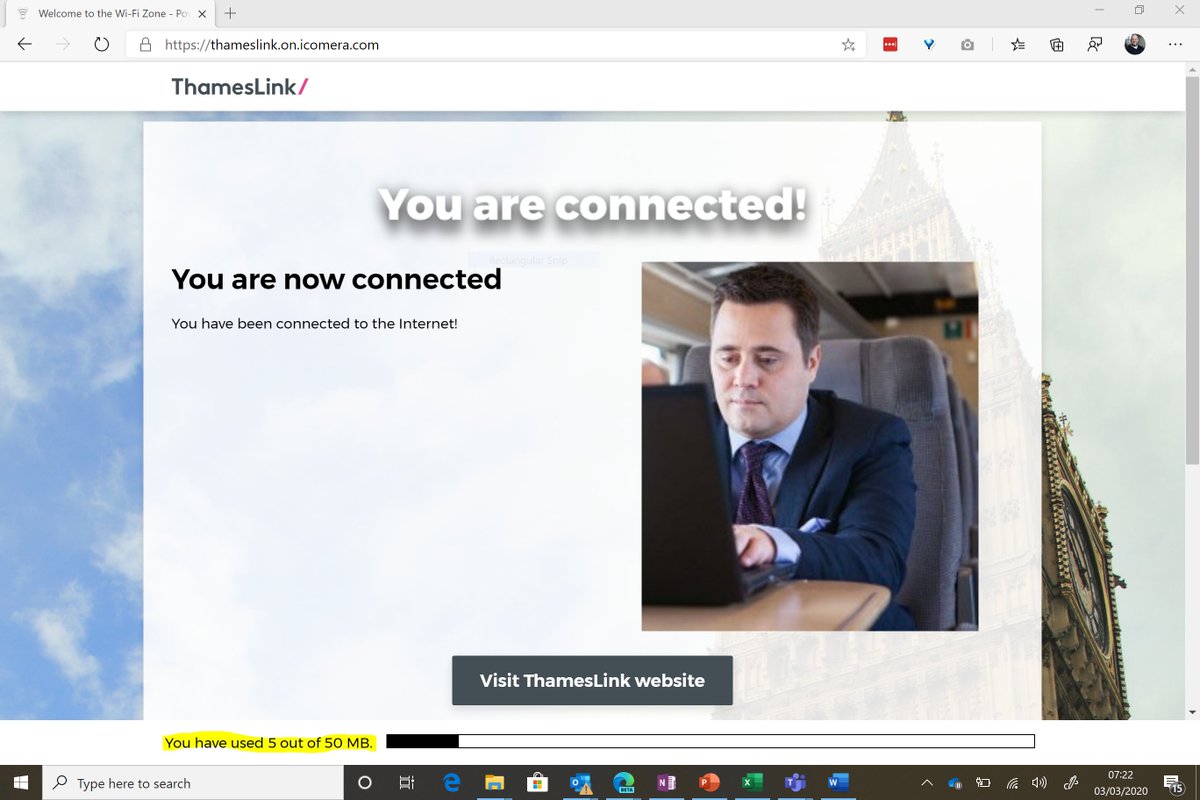 Welcome to the Wi-Fi Zone - Po
https://thameslink.on.icomera.com
ThamesLink/
You are connected!
Rectangular Snip
You are now connected
You have been connected to the Internet!
Visit ThamesLink website
You have used 5 out of 50 MB.
Type here to search
BETA
07:22
03/03/2020
15